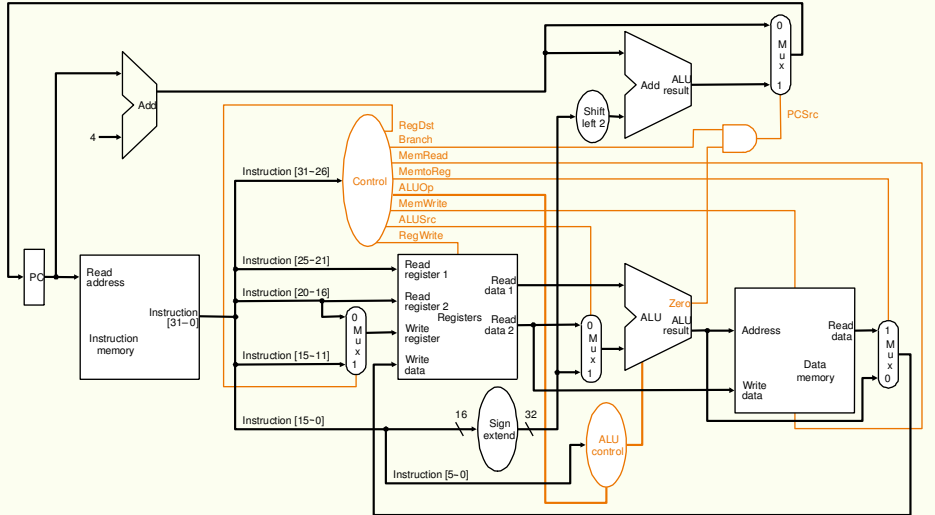 0
M
u
x
1
Add
ALU
result
Add
4
Shift
left 2
PCSrc
RegDst
Branch
MemRead
MemtoReg
ALUOp
MemWrite
ALUSrc
RegWrite
Control
Instruction [31~26]
Instruction [25~21]
Instruction [20~16]
Instruction [15~11]
Instruction [15~0]
Instruction [5~0]
PC
Read
address
Instruction
[31~0]
Instruction
memory
0
M
u
x
1
Read
register 1
Read
register 2
Write
register
Write
data
Registers
Read
data 1
Read
data 2
0
M
u
x
1
Zero
ALU
ALU
result
Address
Write
data
Read
data
Data
memory
1
M
u
x
0
16
Sign
extend
32
ALU
control